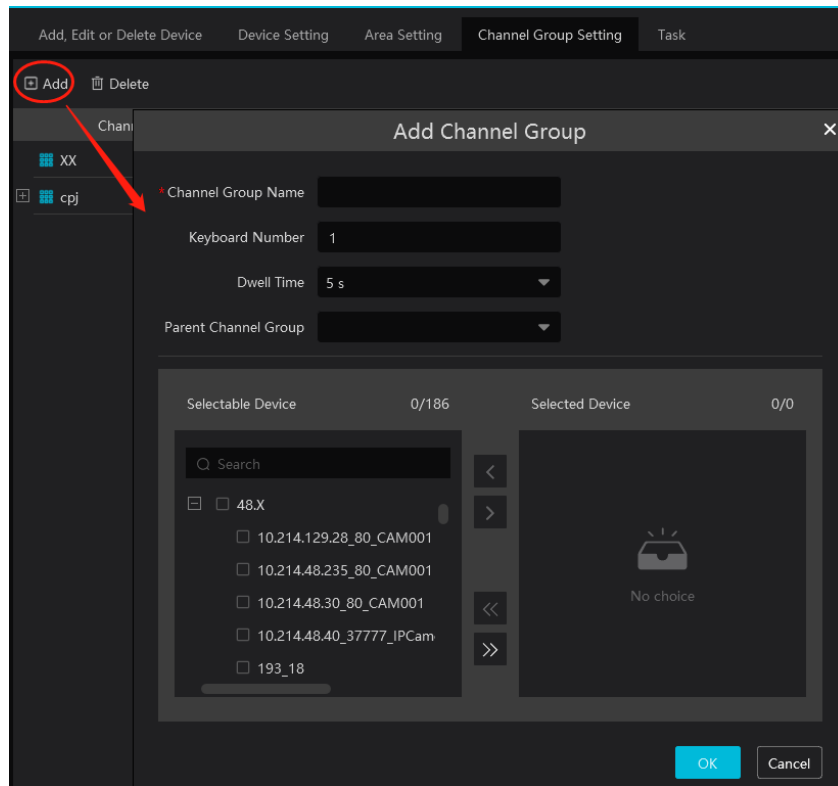 Add, Edit or Delete Device Device Setting Area Setting Channel Group Setting Task
Add Delete
Add Channel Group
XX
cpj
* Channel Group Name
Keyboard Number 1
Dwell Time 5 s
Parent Channel Group
Selectable Device 0/186 Selected Device 0/0
Search
48.X
10.214.129.28_80_CAM001
10.214.48.235_80_CAM001
10.214.48.30_80_CAM001
No choice
10.214.48.40_37777_IPCam
193_18
OK Cancel